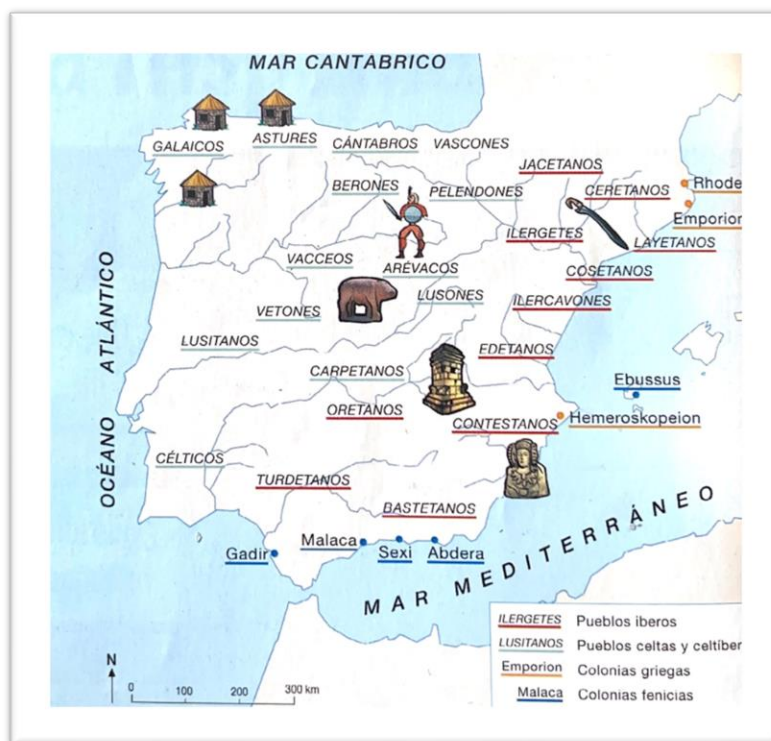 MAR CANTÁBRICO
GALAICOS
ASTURES
CÁNTABROS
VASCONES
JACETANOS
BERONES
PELENDONES
CERETANOS
Rhode
Emporion
ILERGETES
LAYETANOS
VACCEOS
ARÉVACOS
COSETANOS
VETONES
LUSONES
ILERCAVONES
LUSITANOS
EDETANOS
CARPETANOS
Ebussus
ORETANOS
CONTESTANOS
Hemeroskopeion
CÉLTICOS
TURDETANOS
BASTETANOS
Gadir
Malaca
Sexi
Abdera
OCÉANO ATLÁNTICO
MAR MEDITERRÁNEO
ILERGETES Pueblos iberos
LUSITANOS Pueblos celtas y celtíber
Emporion Colonias griegas
Malaca Colonias fenicias
N
0 100 200 300 km